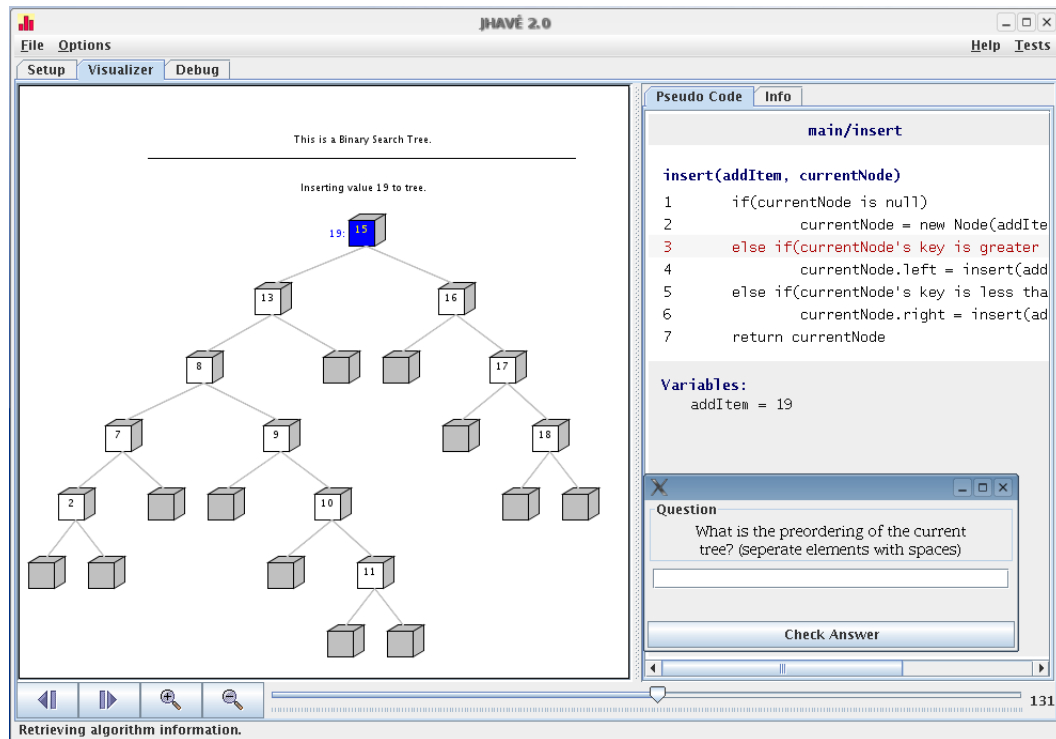 JHAVÉ 2.0
File Options Help Tests
Setup Visualizer Debug
This is a Binary Search Tree.
Inserting value 19 to tree.
19: 15
13 16
8 17
7 9 18
2 10
11
Pseudo Code Info
main/insert
insert(addItem, currentNode)
1 if(currentNode is null)
2 currentNode = new Node(addIte
3 else if(currentNode's key is greater
4 currentNode.left = insert(add
5 else if(currentNode's key is less tha
6 currentNode.right = insert(ad
7 return currentNode
Variables:
addItem = 19
Question
What is the preordering of the current
tree? (seperate elements with spaces)
Check Answer
131
Retrieving algorithm information.